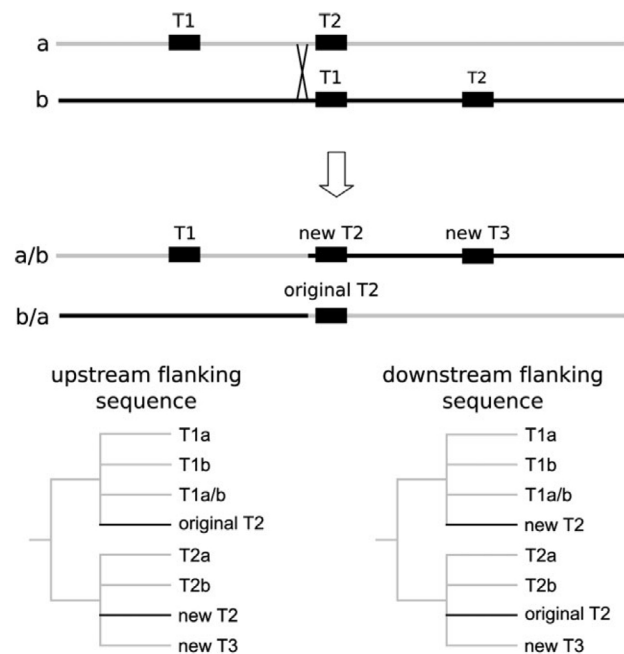 T1 T2
a
b T1 T2
T1 new T2 new T3
a/b
original T2
b/a
upstream flanking
sequence
T1a
T1b
T1a/b
original T2
T2a
T2b
new T2
new T3
downstream flanking
sequence
T1a
T1b
T1a/b
new T2
T2a
T2b
original T2
new T3